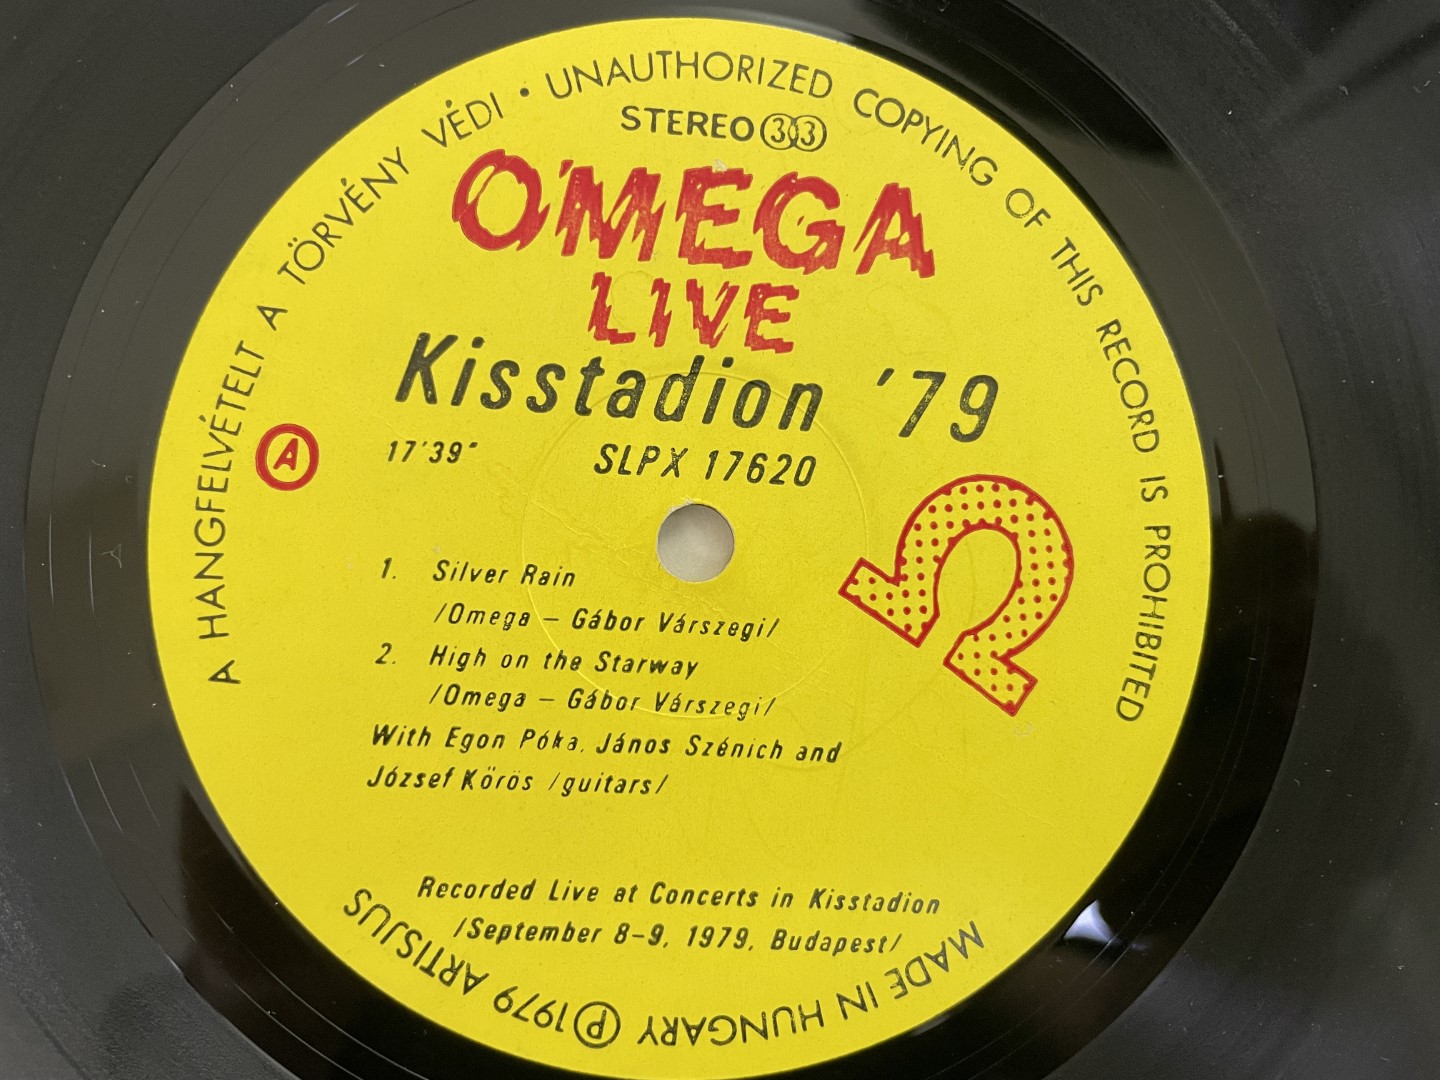 A HANGFELVÉTELT A TÖRVÉNY VÉDI • UNAUTHORIZED COPYING OF THIS RECORD IS PROHIBITED
STEREO 33
OMEGA
LIVE
Kisstadion '79
17'39" SLPX 17620
A
Ω
1. Silver Rain
/Omega – Gábor Várszegi/
2. High on the Starway
/Omega – Gábor Várszegi/
With Egon Póka, János Szénich and
József Kőrös /guitars/
Recorded Live at Concerts in Kisstadion
/September 8-9, 1979, Budapest/
MADE IN HUNGARY Ⓟ 1979 ARTISJUS